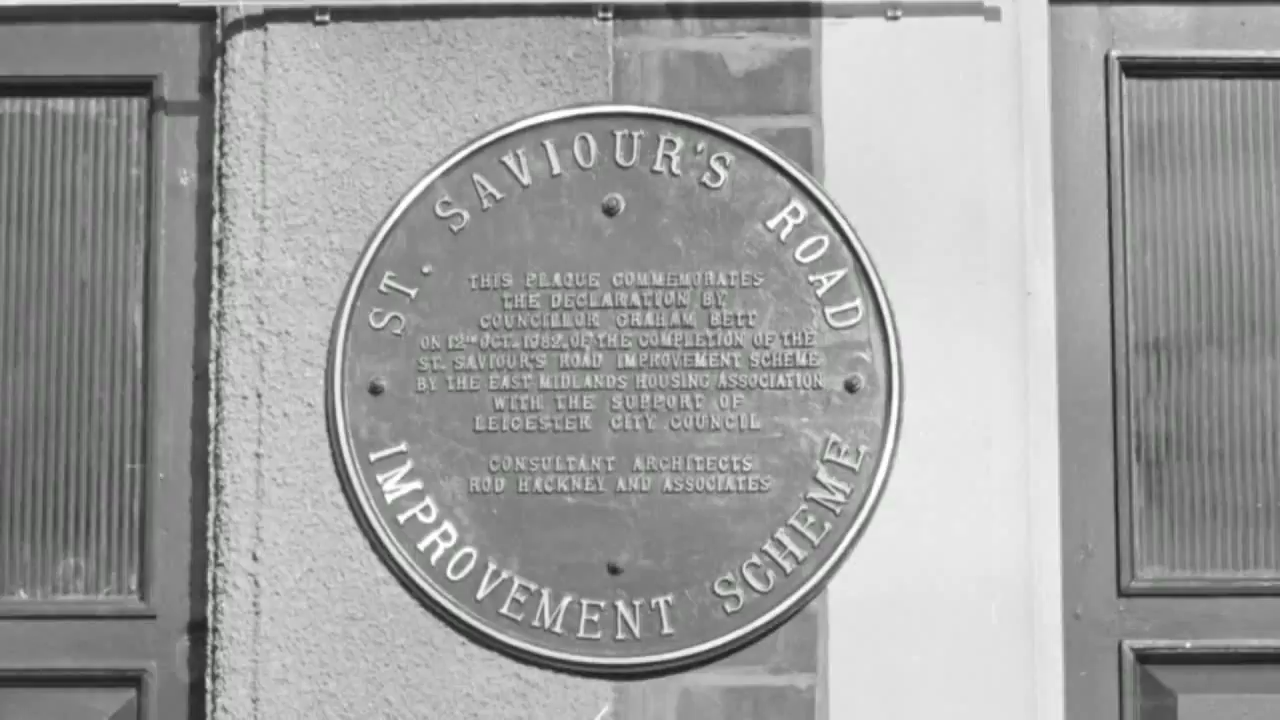 ST. SAVIOUR'S ROAD
THIS PLAQUE COMMEMORATES
THE DECLARATION BY
COUNCILLOR GRAHAM BETT
ON 12ND OCT. 1982, OF THE COMPLETION OF THE
ST. SAVIOUR'S ROAD IMPROVEMENT SCHEME
BY THE EAST MIDLANDS HOUSING ASSOCIATION
WITH THE SUPPORT OF
LEICESTER CITY COUNCIL
CONSULTANT ARCHITECTS
ROD HACKNEY AND ASSOCIATES
IMPROVEMENT SCHEME